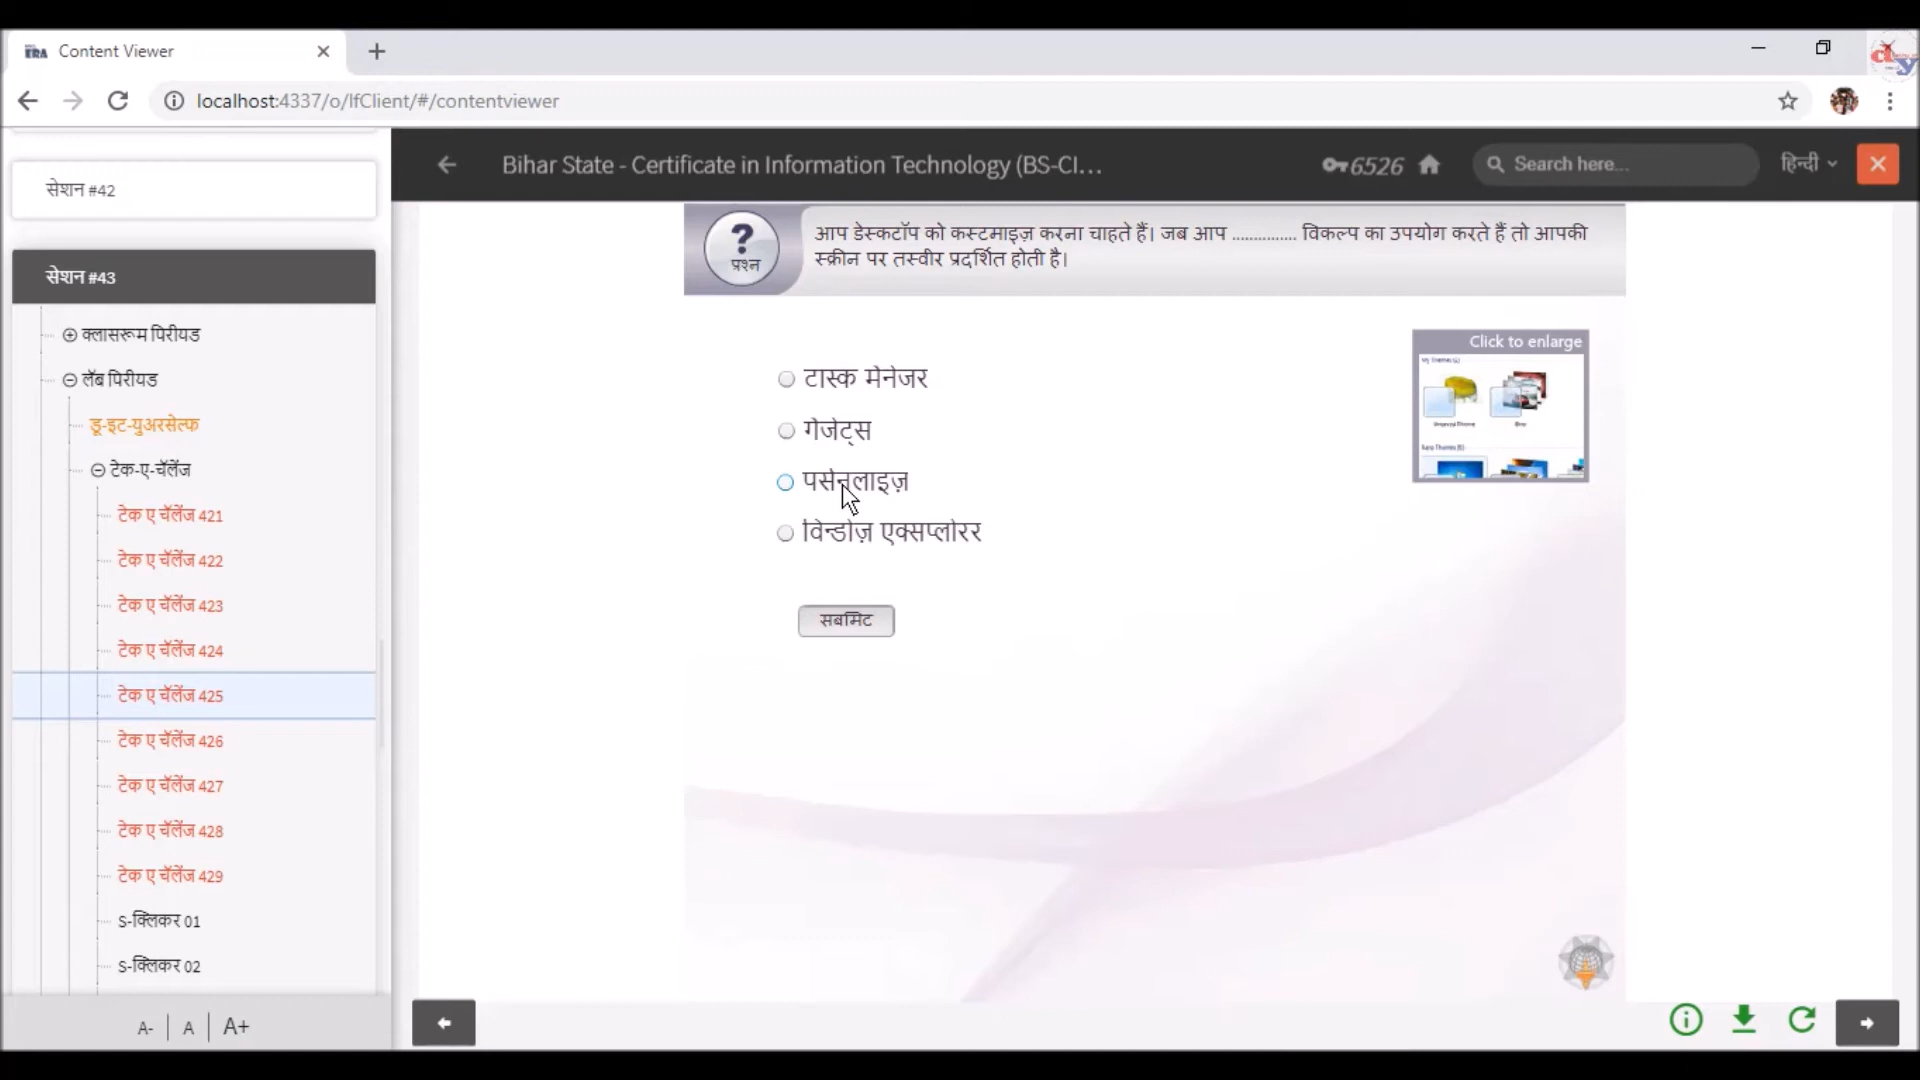 ERA Content Viewer
localhost:4337/o/lfClient/#/contentviewer
Bihar State - Certificate in Information Technology (BS-CI...
6526
Search here...
हिन्दी
सेशन #42
सेशन #43
क्लासरूम पिरीयड
लॅब पिरीयड
डू-इट-युअरसेल्फ
टेक-ए-चॅलेंज
टेक ए चॅलेंज 421
टेक ए चॅलेंज 422
टेक ए चॅलेंज 423
टेक ए चॅलेंज 424
टेक ए चॅलेंज 425
टेक ए चॅलेंज 426
टेक ए चॅलेंज 427
टेक ए चॅलेंज 428
टेक ए चॅलेंज 429
S-क्लिकर 01
S-क्लिकर 02
A- A A+
?
प्रश्न
आप डेस्कटॉप को कस्टमाइज़ करना चाहते हैं। जब आप ............... विकल्प का उपयोग करते हैं तो आपकी
स्क्रीन पर तस्वीर प्रदर्शित होती है।
टास्क मेनेजर
गेजेट्स
पर्सनलाइज़
विन्डोज़ एक्सप्लोरर
सबमिट
Click to enlarge